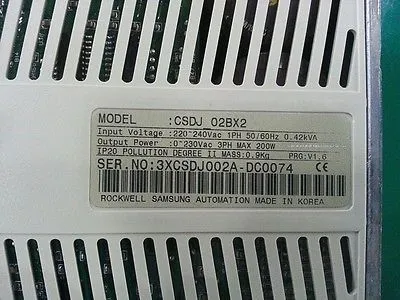 MODEL :CSDJ 02BX2
Input Voltage :220~240Vac 1PH 50/60Hz 0.42kVA
Output Power :0~230Vac 3PH MAX 200W
IP20 POLLUTION DEGREE II MASS:0.9Kg PRG:V1.6
SER.NO:3XCSDJ002A-DC0074 CE
ROCKWELL SAMSUNG AUTOMATION MADE IN KOREA